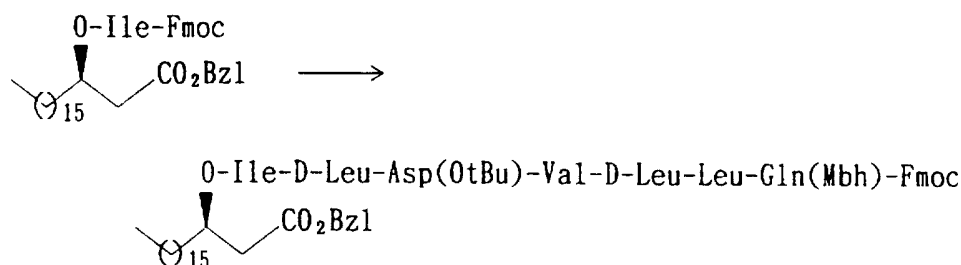 O-Ile-Fmoc
CO2Bzl
( )15
O-Ile-D-Leu-Asp(OtBu)-Val-D-Leu-Leu-Gln(Mbh)-Fmoc
CO2Bzl
( )15